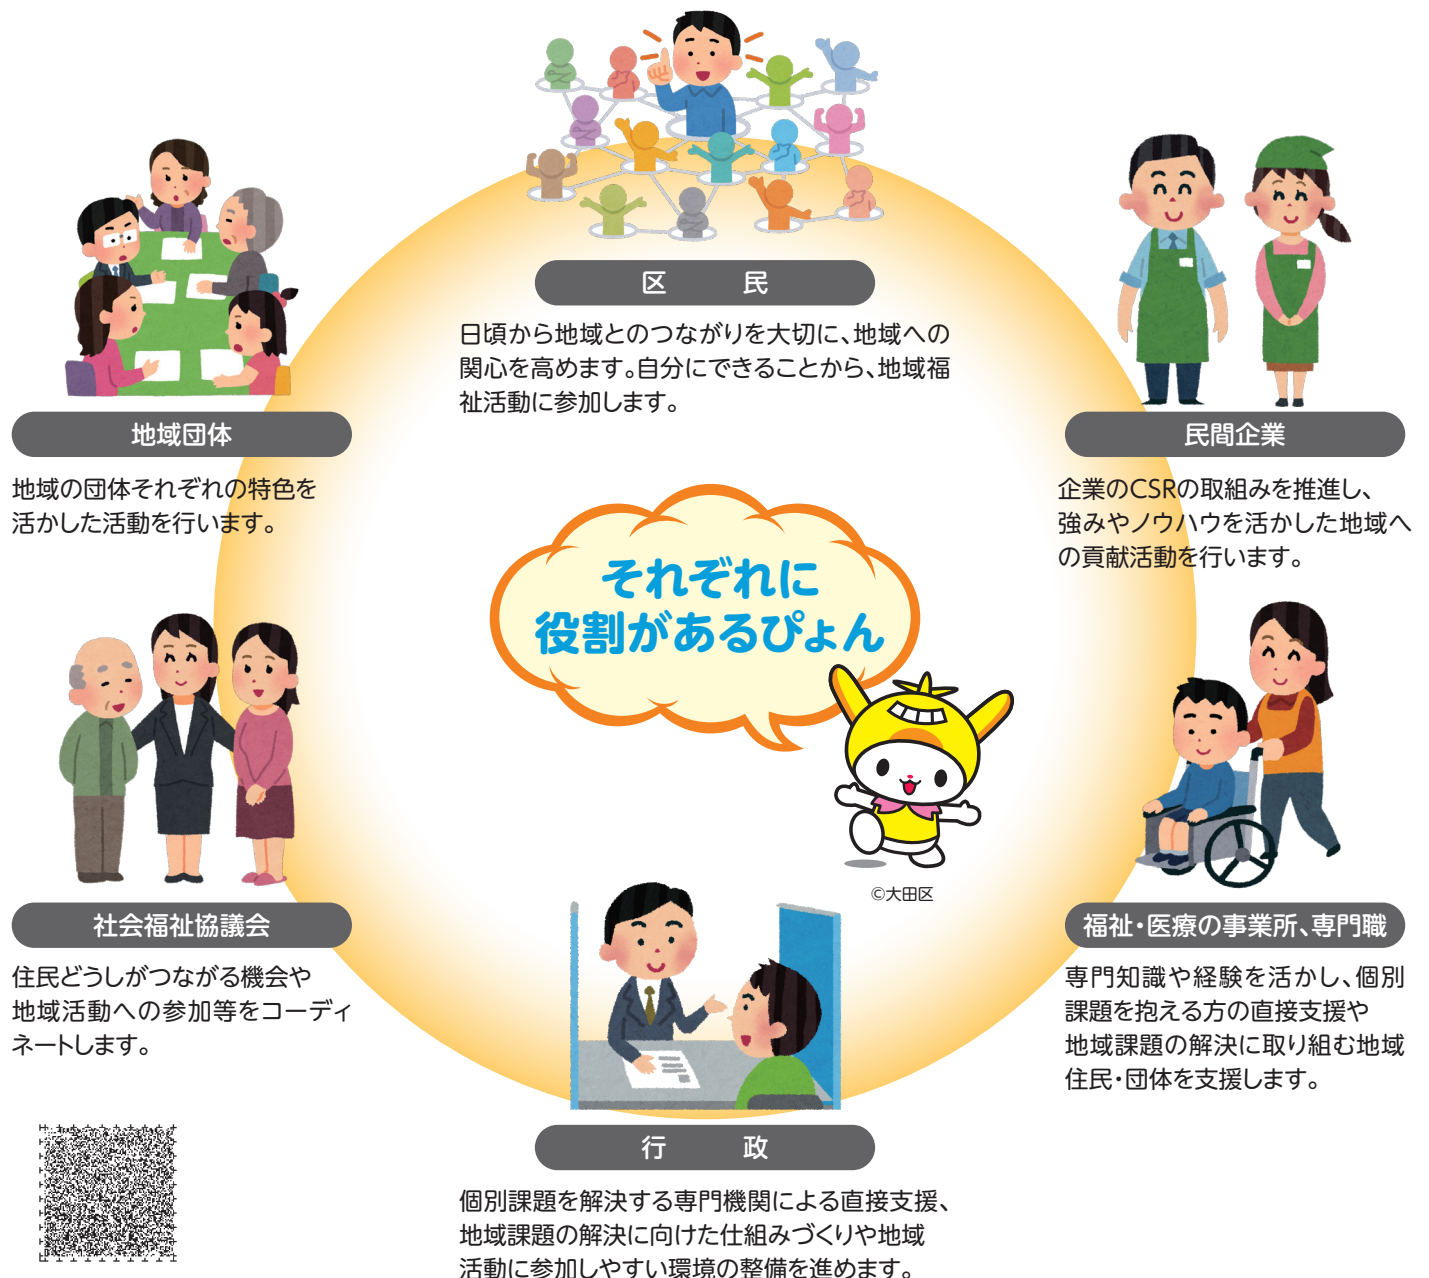 区 民
日頃から地域とのつながりを大切に、地域への
関心を高めます。自分にできることから、地域福
祉活動に参加します。
地域団体
地域の団体それぞれの特色を
活かした活動を行います。
民間企業
企業のCSRの取組みを推進し、
強みやノウハウを活かした地域へ
の貢献活動を行います。
それぞれに
役割があるぴょん
©大田区
社会福祉協議会
住民どうしがつながる機会や
地域活動への参加等をコーディ
ネートします。
福祉・医療の事業所、専門職
専門知識や経験を活かし、個別
課題を抱える方の直接支援や
地域課題の解決に取り組む地域
住民・団体を支援します。
行 政
個別課題を解決する専門機関による直接支援、
地域課題の解決に向けた仕組みづくりや地域
活動に参加しやすい環境の整備を進めます。